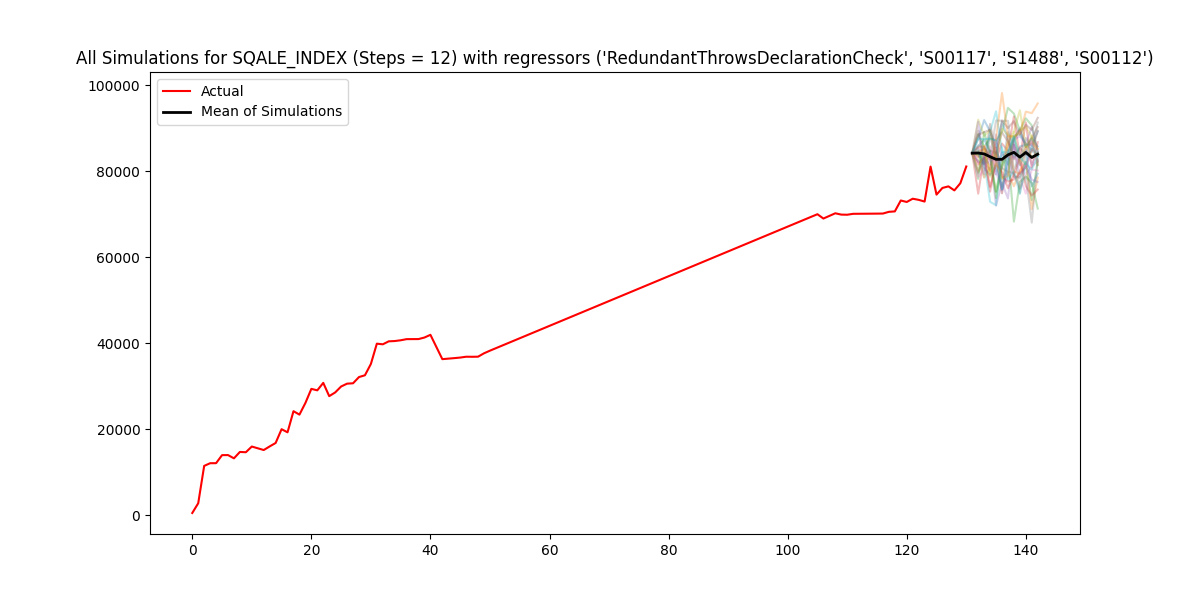 All Simulations for SQALE_INDEX (Steps = 12) with regressors ('RedundantThrowsDeclarationCheck', 'S00117', 'S1488', 'S00112')
Actual
Mean of Simulations
100000
80000
60000
40000
20000
0
0 20 40 60 80 100 120 140